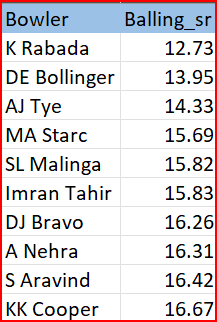 Bowler Balling_sr
K Rabada 12.73
DE Bollinger 13.95
AJ Tye 14.33
MA Starc 15.69
SL Malinga 15.82
Imran Tahir 15.83
DJ Bravo 16.26
A Nehra 16.31
S Aravind 16.42
KK Cooper 16.67